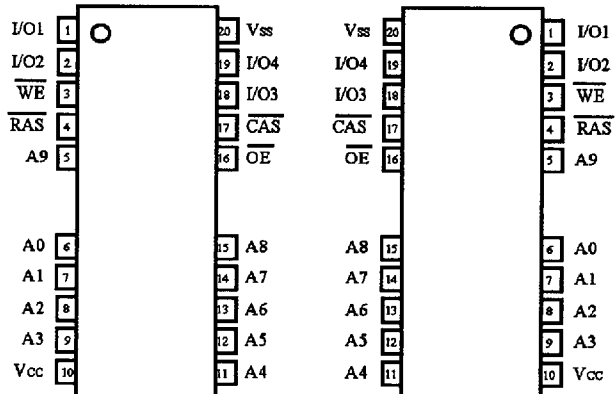 I/O1 1 20 Vss Vss 20 1 I/O1
I/O2 2 19 I/O4 I/O4 19 2 I/O2
WE 3 18 I/O3 I/O3 18 3 WE
RAS 4 17 CAS CAS 17 4 RAS
A9 5 16 OE OE 16 5 A9
A0 6 15 A8 A8 15 6 A0
A1 7 14 A7 A7 14 7 A1
A2 8 13 A6 A6 13 8 A2
A3 9 12 A5 A5 12 9 A3
Vcc 10 11 A4 A4 11 10 Vcc